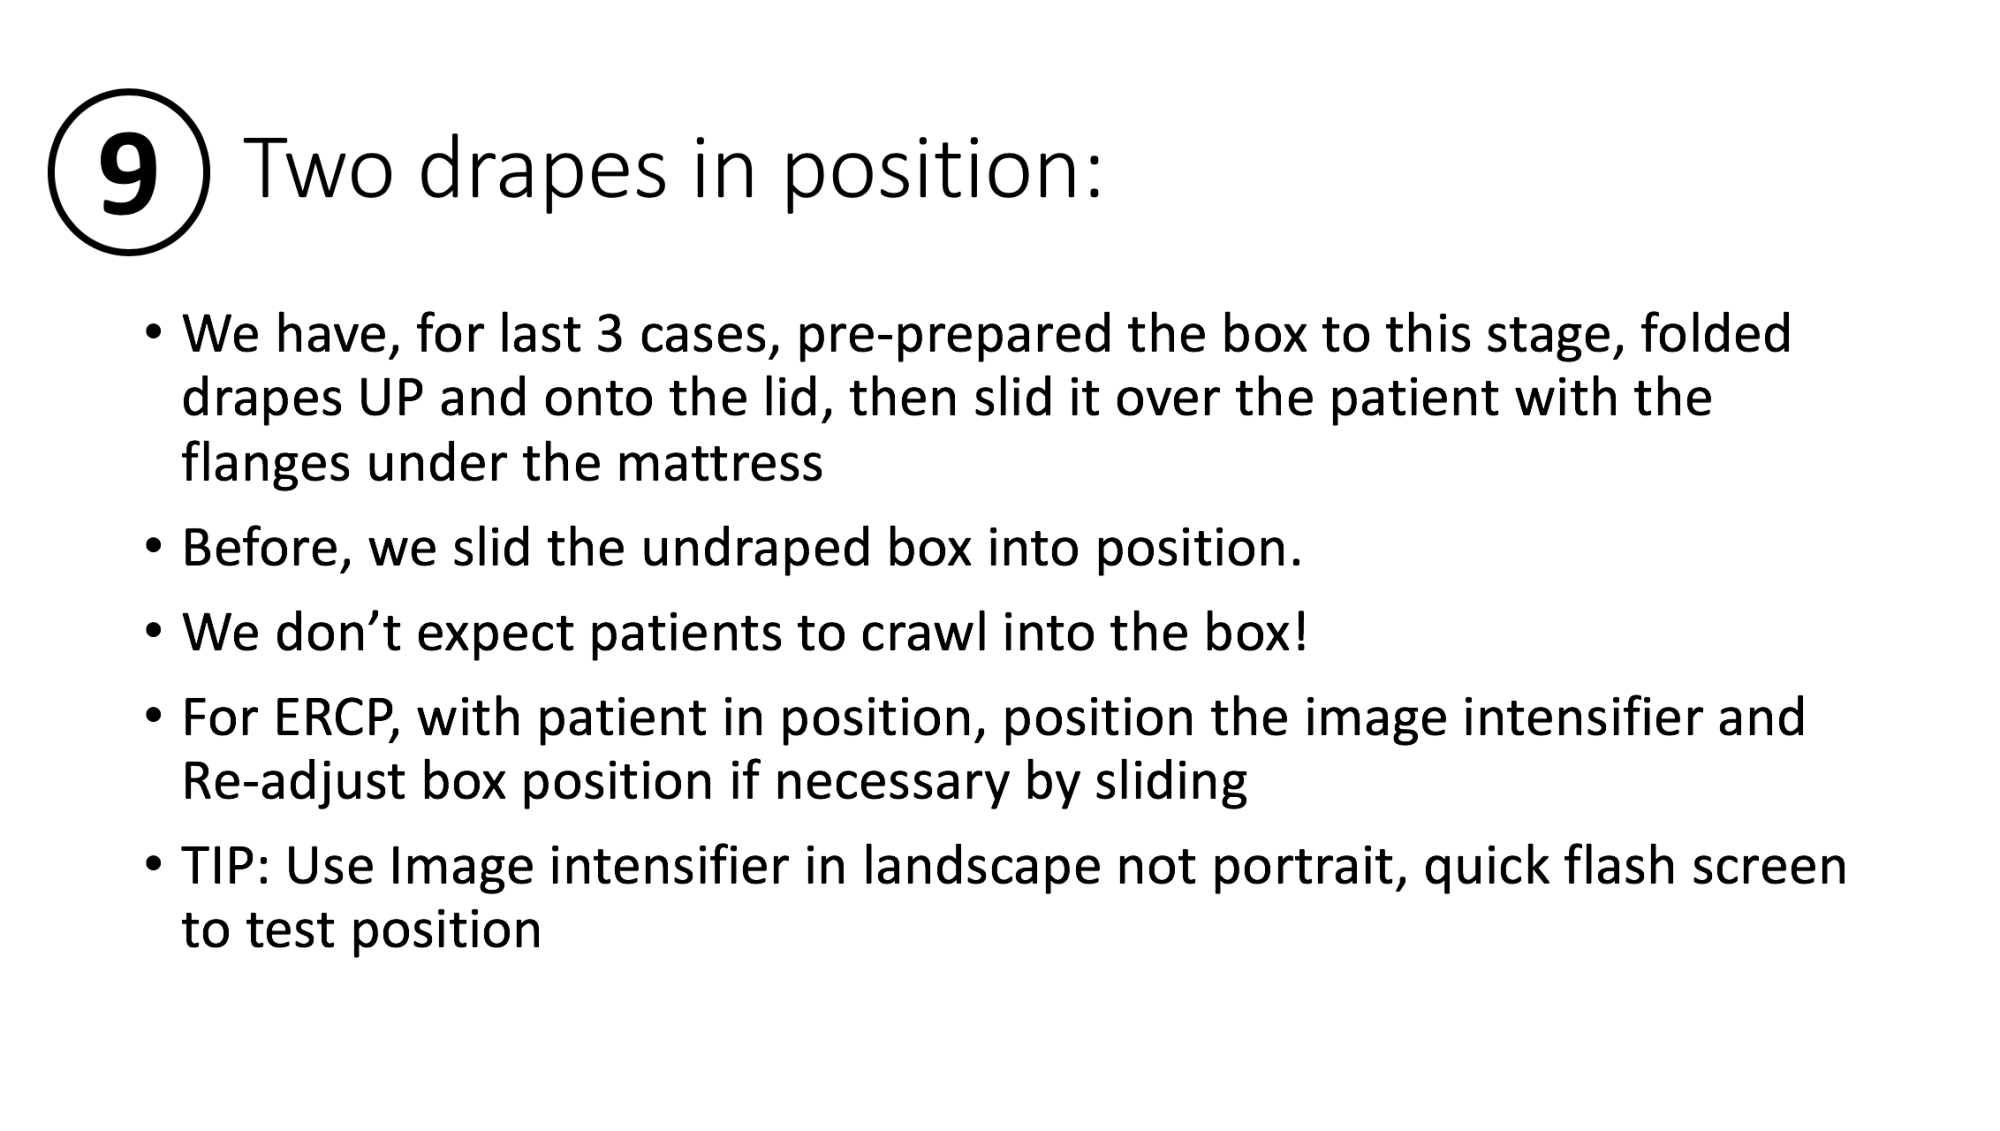 9 Two drapes in position:
• We have, for last 3 cases, pre-prepared the box to this stage, folded
drapes UP and onto the lid, then slid it over the patient with the
flanges under the mattress
• Before, we slid the undraped box into position.
• We don’t expect patients to crawl into the box!
• For ERCP, with patient in position, position the image intensifier and
Re-adjust box position if necessary by sliding
• TIP: Use Image intensifier in landscape not portrait, quick flash screen
to test position